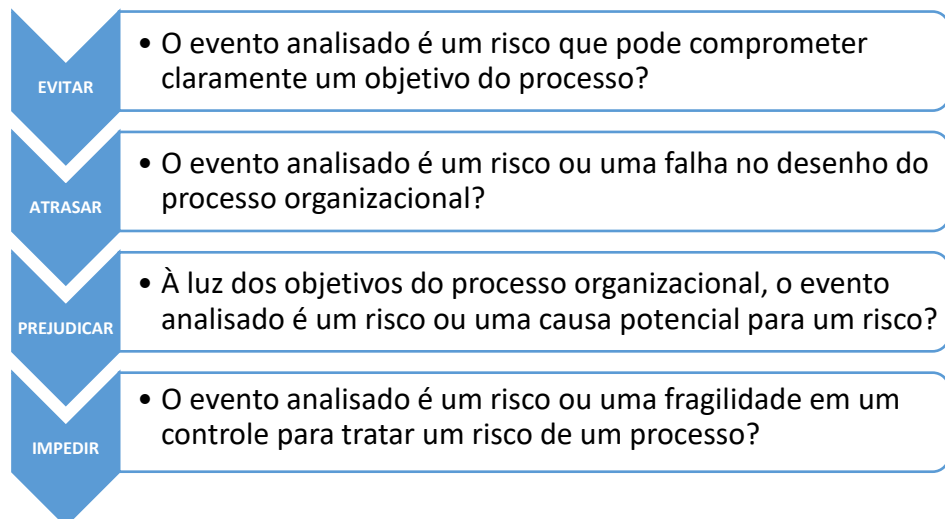 EVITAR
• O evento analisado é um risco que pode comprometer
claramente um objetivo do processo?
ATRASAR
• O evento analisado é um risco ou uma falha no desenho do
processo organizacional?
PREJUDICAR
• À luz dos objetivos do processo organizacional, o evento
analisado é um risco ou uma causa potencial para um risco?
IMPEDIR
• O evento analisado é um risco ou uma fragilidade em um
controle para tratar um risco de um processo?